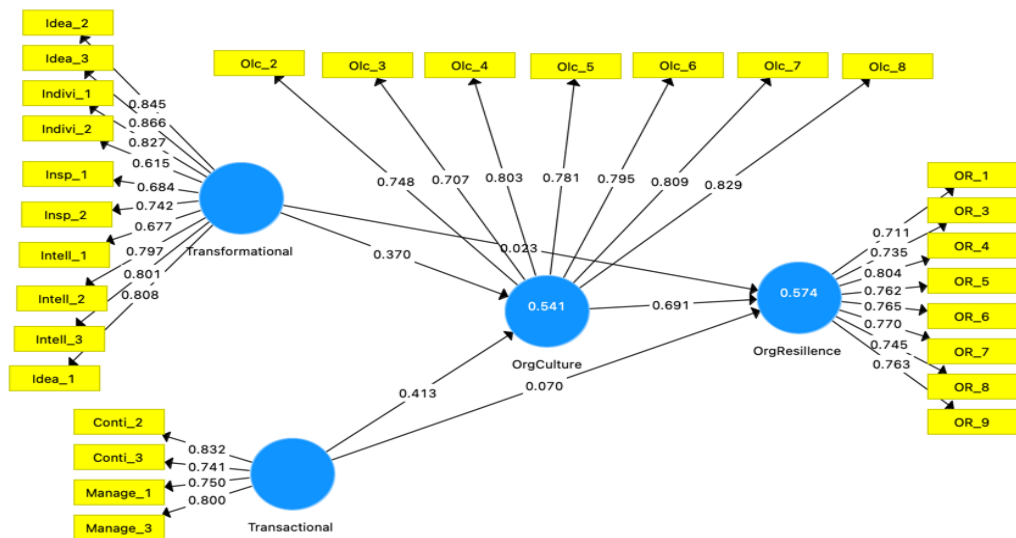 Idea_2
Idea_3
Indivi_1
Indivi_2
Insp_1
Insp_2
Intell_1
Intell_2
Intell_3
Idea_1
0.845
0.866
0.827
0.615
0.684
0.742
0.677
0.797
0.801
0.808
Transformational
Olc_2
Olc_3
Olc_4
Olc_5
Olc_6
Olc_7
Olc_8
0.748
0.707
0.803
0.781
0.795
0.809
0.829
0.023
0.370
0.541
OrgCulture
0.691
0.413
0.070
0.574
OrgResillence
0.711
0.735
0.804
0.762
0.765
0.770
0.745
0.763
OR_1
OR_3
OR_4
OR_5
OR_6
OR_7
OR_8
OR_9
Conti_2
Conti_3
Manage_1
Manage_3
0.832
0.741
0.750
0.800
Transactional